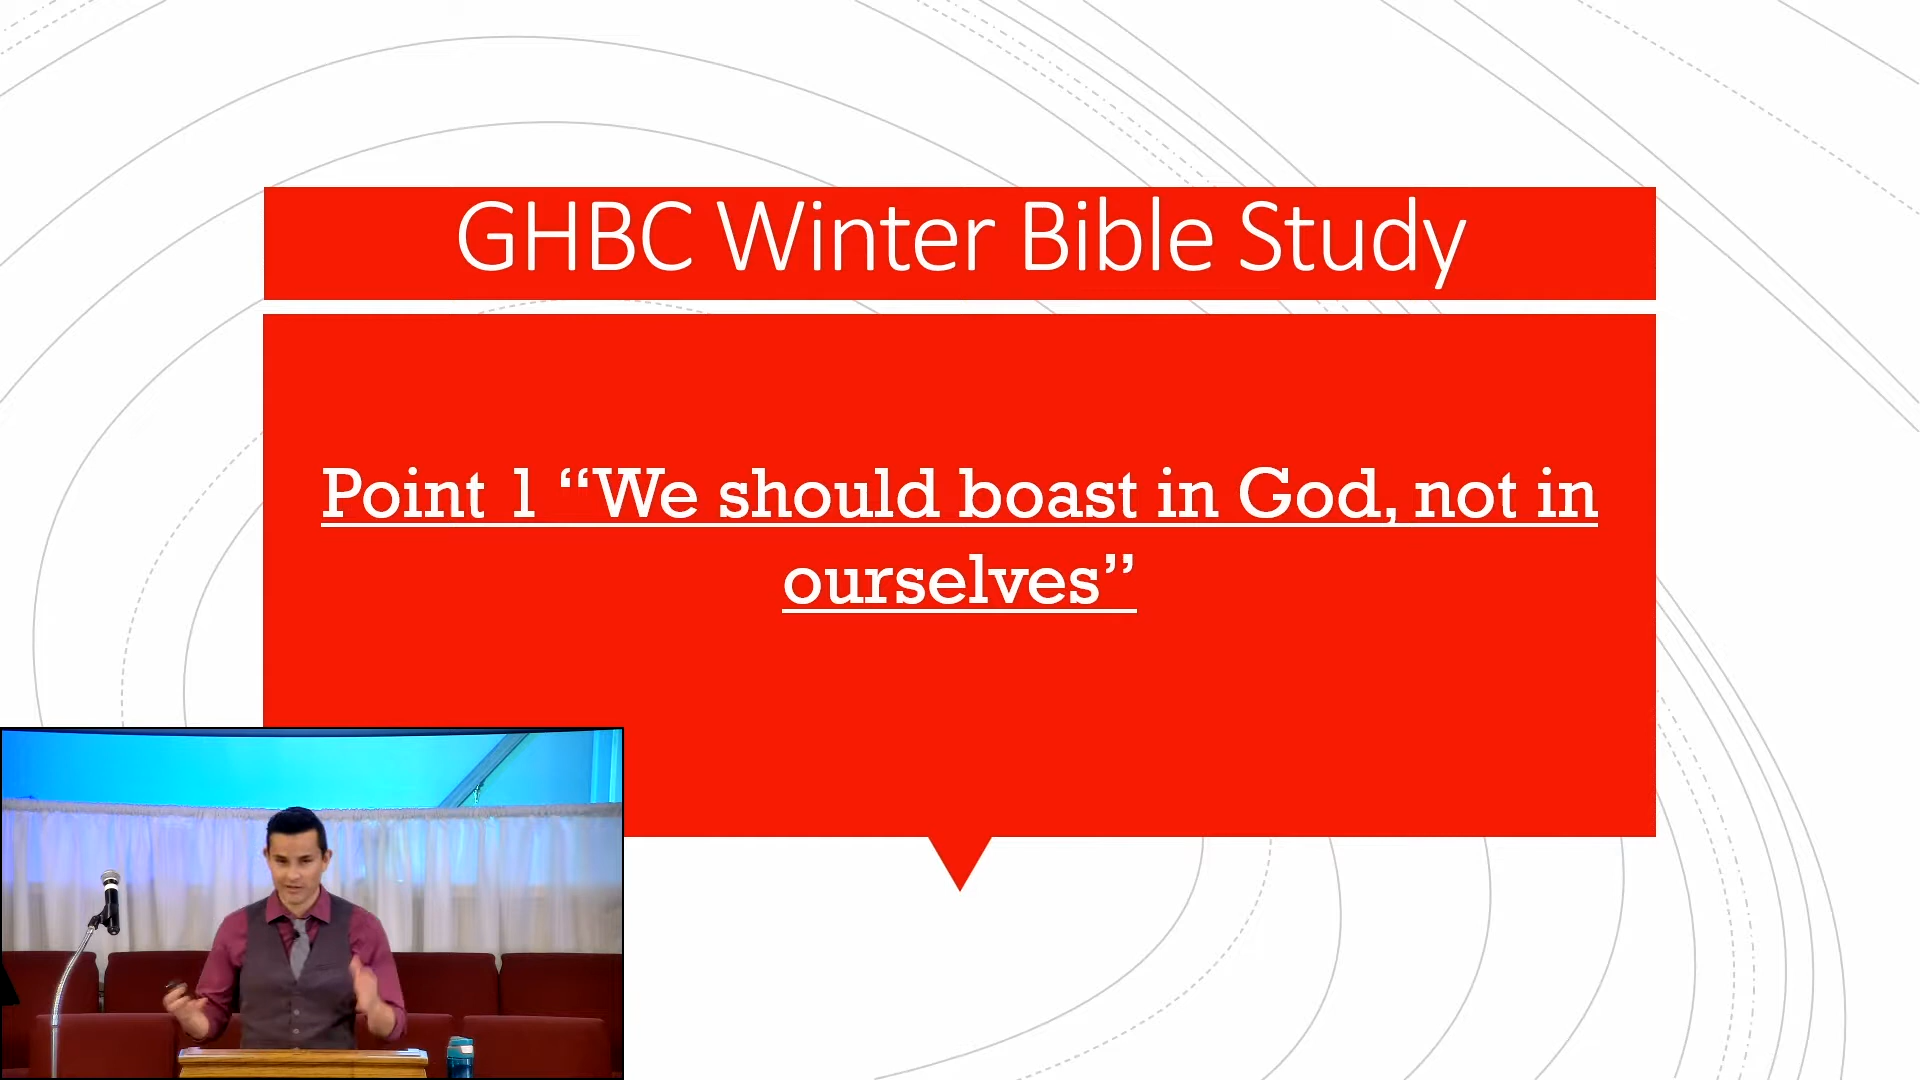 GHBC Winter Bible Study
Point 1 “We should boast in God, not in
ourselves”